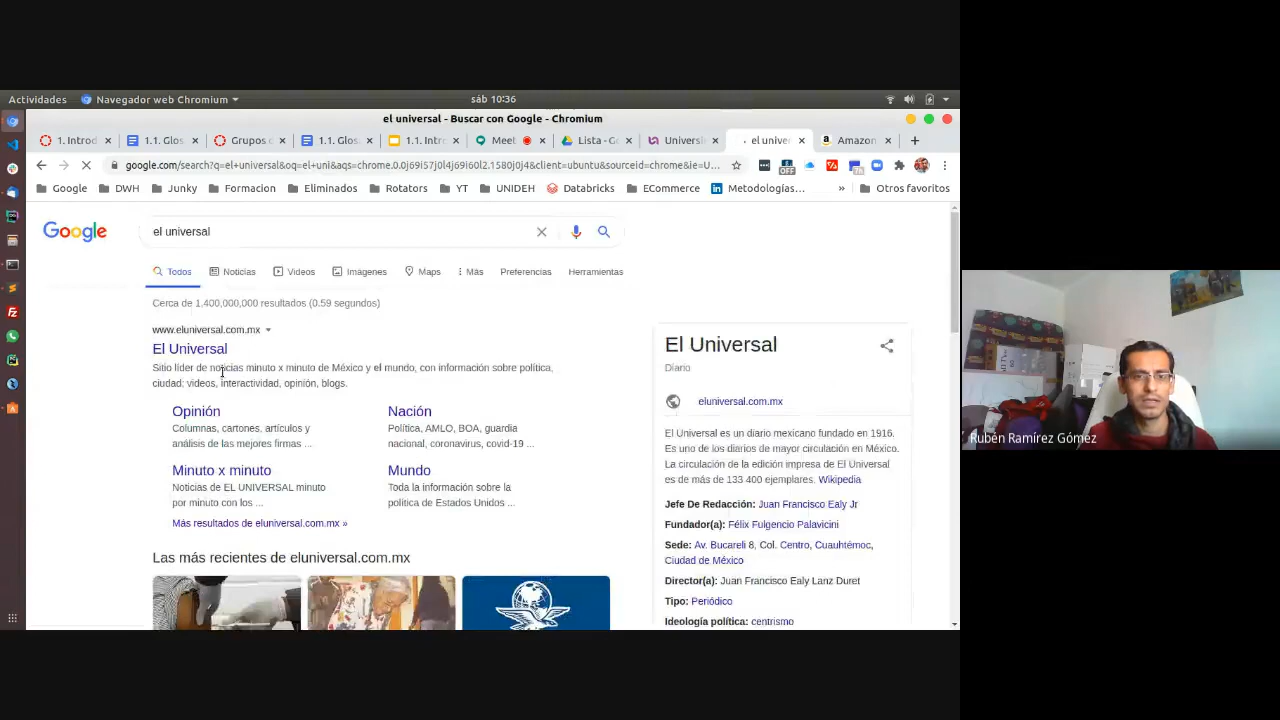 Actividades Navegador web Chromium sáb 10:36
el universal - Buscar con Google - Chromium
1. Introd 1.1. Glos Grupos c 1.1. Glosa 1.1. Intro Meet Lista - Go Universi el univer Amazon
google.com/search?q=el+universal&oq=el+uni&aqs=chrome.0.0j69i57j0l4j69i60l2.1580j0j4&client=ubuntu&sourceid=chrome&ie=U...
Google DWH Junky Formacion Eliminados Rotators YT UNIDEH Databricks ECommerce Metodologías... » Otros favoritos
Google
el universal
Todos Noticias Videos Imágenes Maps Más Preferencias Herramientas
Cerca de 1,400,000,000 resultados (0.59 segundos)
www.eluniversal.com.mx
El Universal
Sitio líder de noticias minuto x minuto de México y el mundo, con información sobre política,
ciudad; videos, interactividad, opinión, blogs.
Opinión
Columnas, cartones, artículos y
análisis de las mejores firmas ...
Nación
Política, AMLO, BOA, guardia
nacional, coronavirus, covid-19 ...
Minuto x minuto
Noticias de EL UNIVERSAL minuto
por minuto con los ...
Mundo
Toda la información sobre la
política de Estados Unidos ...
Más resultados de eluniversal.com.mx »
Las más recientes de eluniversal.com.mx
El Universal
Diario
eluniversal.com.mx
El Universal es un diario mexicano fundado en 1916.
Es uno de los diarios de mayor circulación en México.
La circulación de la edición impresa de El Universal
es de más de 133 400 ejemplares. Wikipedia
Jefe De Redacción: Juan Francisco Ealy Jr
Fundador(a): Félix Fulgencio Palavicini
Sede: Av. Bucareli 8, Col. Centro, Cuauhtémoc,
Ciudad de México
Director(a): Juan Francisco Ealy Lanz Duret
Tipo: Periódico
Ideología política: centrismo
Rubén Ramírez Gómez